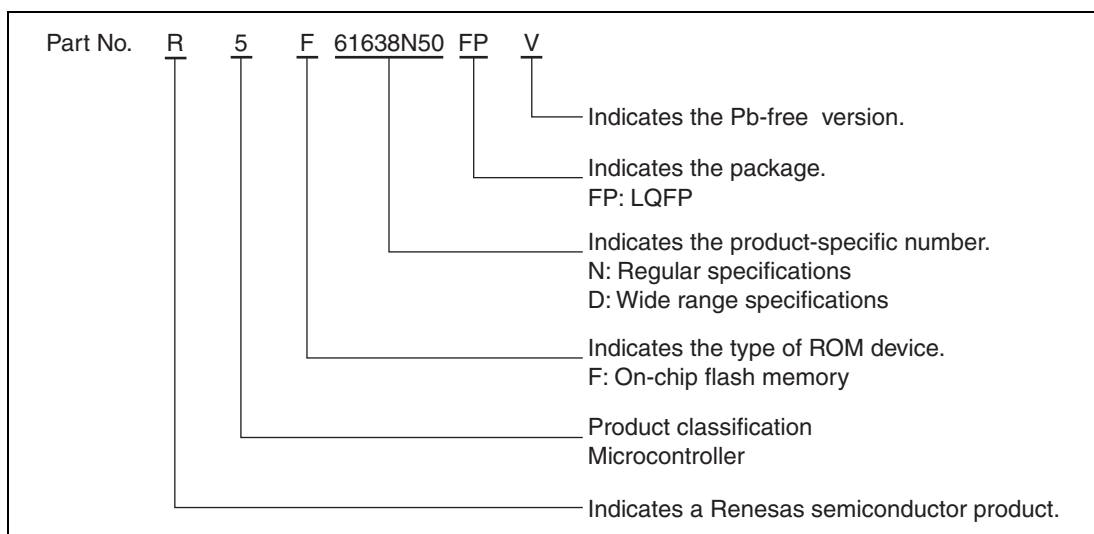 Part No. R 5 F 61638N50 FP V
Indicates the Pb-free version.
Indicates the package.
FP: LQFP
Indicates the product-specific number.
N: Regular specifications
D: Wide range specifications
Indicates the type of ROM device.
F: On-chip flash memory
Product classification
Microcontroller
Indicates a Renesas semiconductor product.